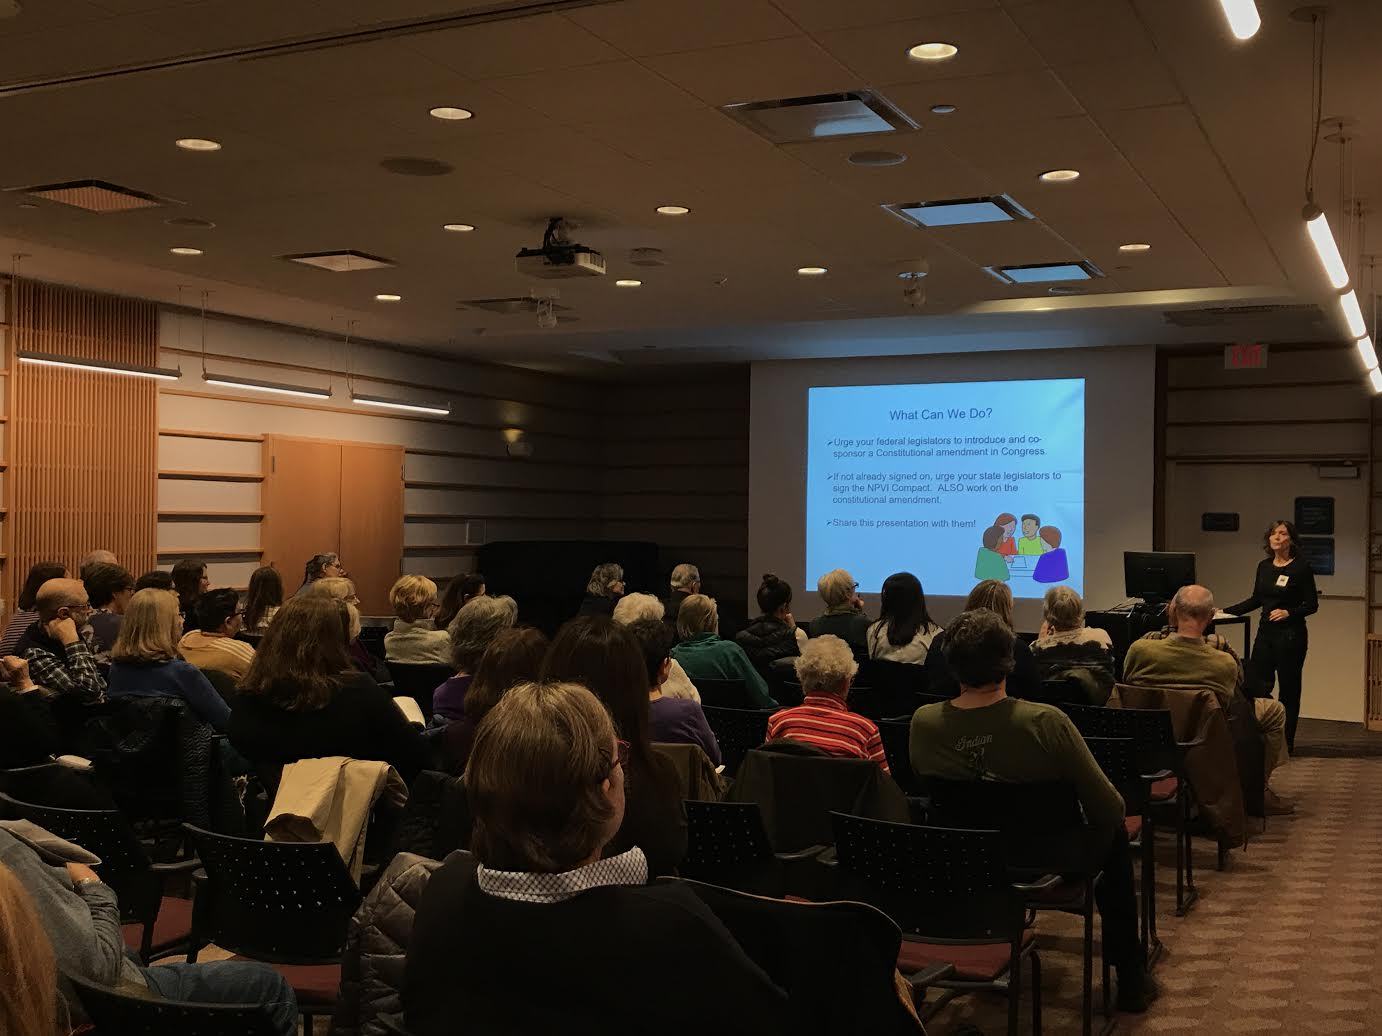 What Can We Do?
➢Urge your federal legislators to introduce and co-
sponsor a Constitutional amendment in Congress.
➢If not already signed on, urge your state legislators to
sign the NPVI Compact. ALSO work on the
constitutional amendment.
➢Share this presentation with them!
EXIT
Indian